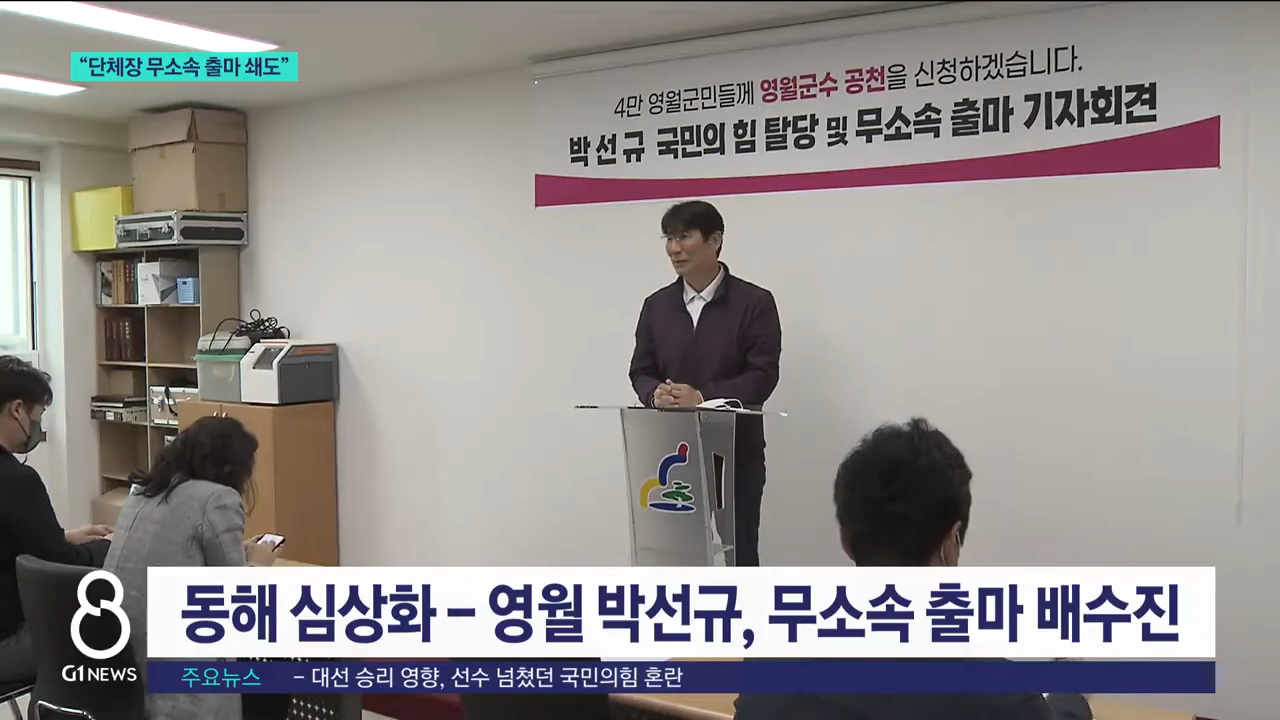 “단체장 무소속 출마 쇄도”
4만 영월군민들께 영월군수 공천을 신청하겠습니다.
박선규 국민의 힘 탈당 및 무소속 출마 기자회견
동해 심상화 – 영월 박선규, 무소속 출마 배수진
8
G1 NEWS
주요뉴스 – 대선 승리 영향, 선수 넘쳤던 국민의힘 혼란